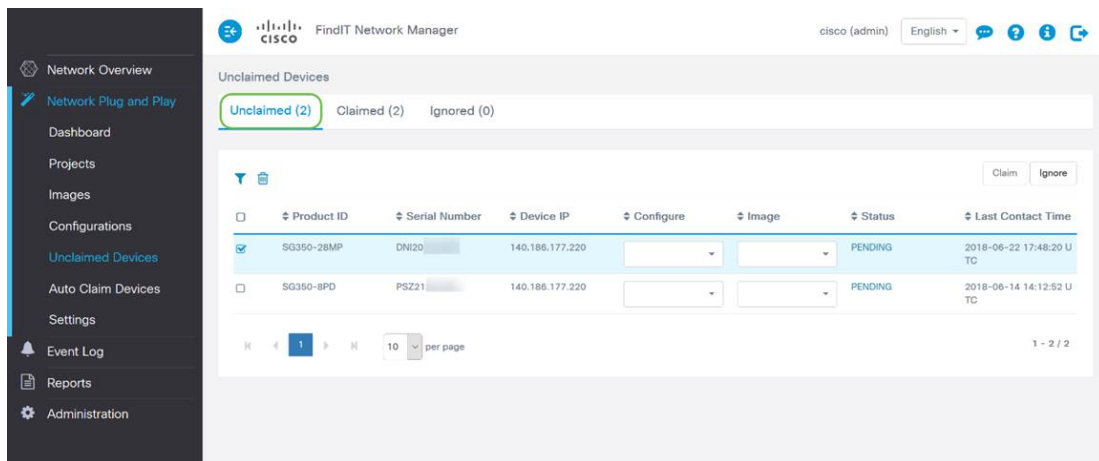 CISCO FindIT Network Manager cisco (admin) English
Network Overview
Network Plug and Play
Dashboard
Projects
Images
Configurations
Unclaimed Devices
Auto Claim Devices
Settings
Event Log
Reports
Administration
Unclaimed Devices
Unclaimed (2) Claimed (2) Ignored (0)
Claim Ignore
Product ID Serial Number Device IP Configure Image Status Last Contact Time
SG350-28MP DNI20 140.186.177.220 PENDING 2018-06-22 17:48:20 U
TC
SG350-8PD PSZ21 140.186.177.220 PENDING 2018-06-14 14:12:52 U
TC
1 10 per page 1 - 2 / 2